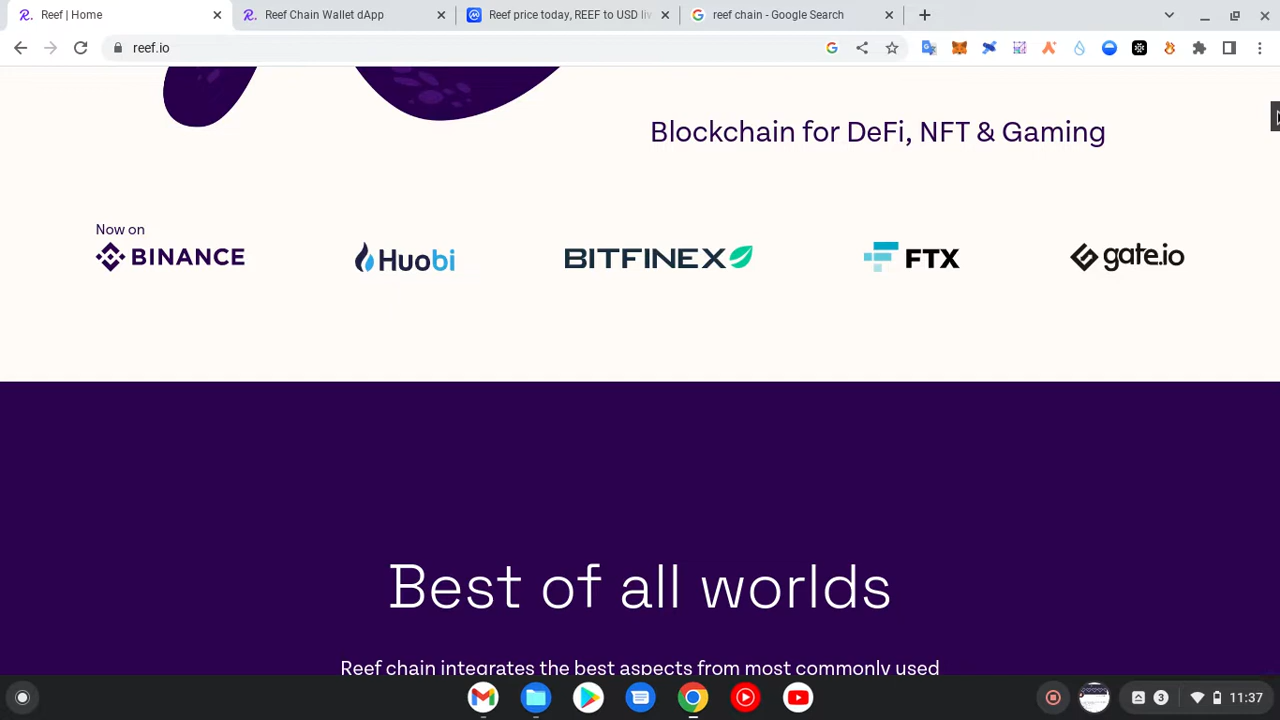 Reef | Home
Reef Chain Wallet dApp
Reef price today, REEF to USD liv
reef chain - Google Search
reef.io
Blockchain for DeFi, NFT & Gaming
Now on
BINANCE
Huobi
BITFINEX
FTX
gate.io
Best of all worlds
Reef chain integrates the best aspects from most commonly used
3
11:37